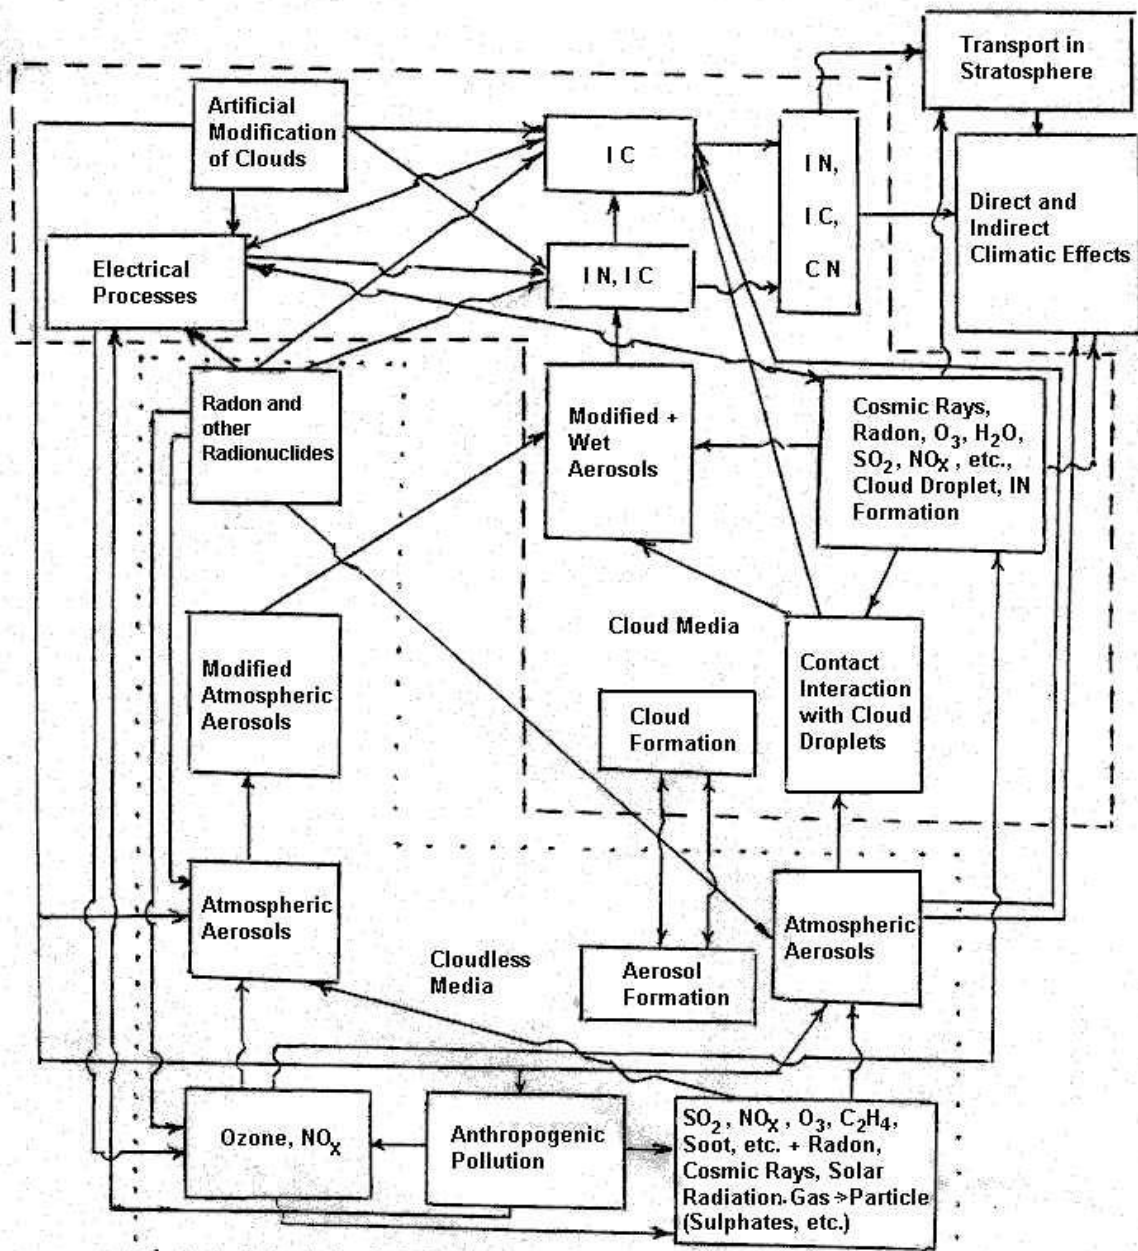 Transport in
Stratosphere
Artificial
Modification
of Clouds
I C
I N,
I C,
C N
Direct and
Indirect
Climatic Effects
Electrical
Processes
I N, I C
Radon and
other
Radionuclides
Modified +
Wet
Aerosols
Cosmic Rays,
Radon, O3, H2O,
SO2, NOX, etc.,
Cloud Droplet, IN
Formation
Cloud Media
Modified
Atmospheric
Aerosols
Contact
Interaction
with Cloud
Droplets
Cloud
Formation
Atmospheric
Aerosols
Cloudless
Media
Aerosol
Formation
Atmospheric
Aerosols
Ozone, NOX
Anthropogenic
Pollution
SO2, NOX, O3, C2H4,
Soot, etc. + Radon,
Cosmic Rays, Solar
Radiation. Gas → Particle
(Sulphates, etc.)